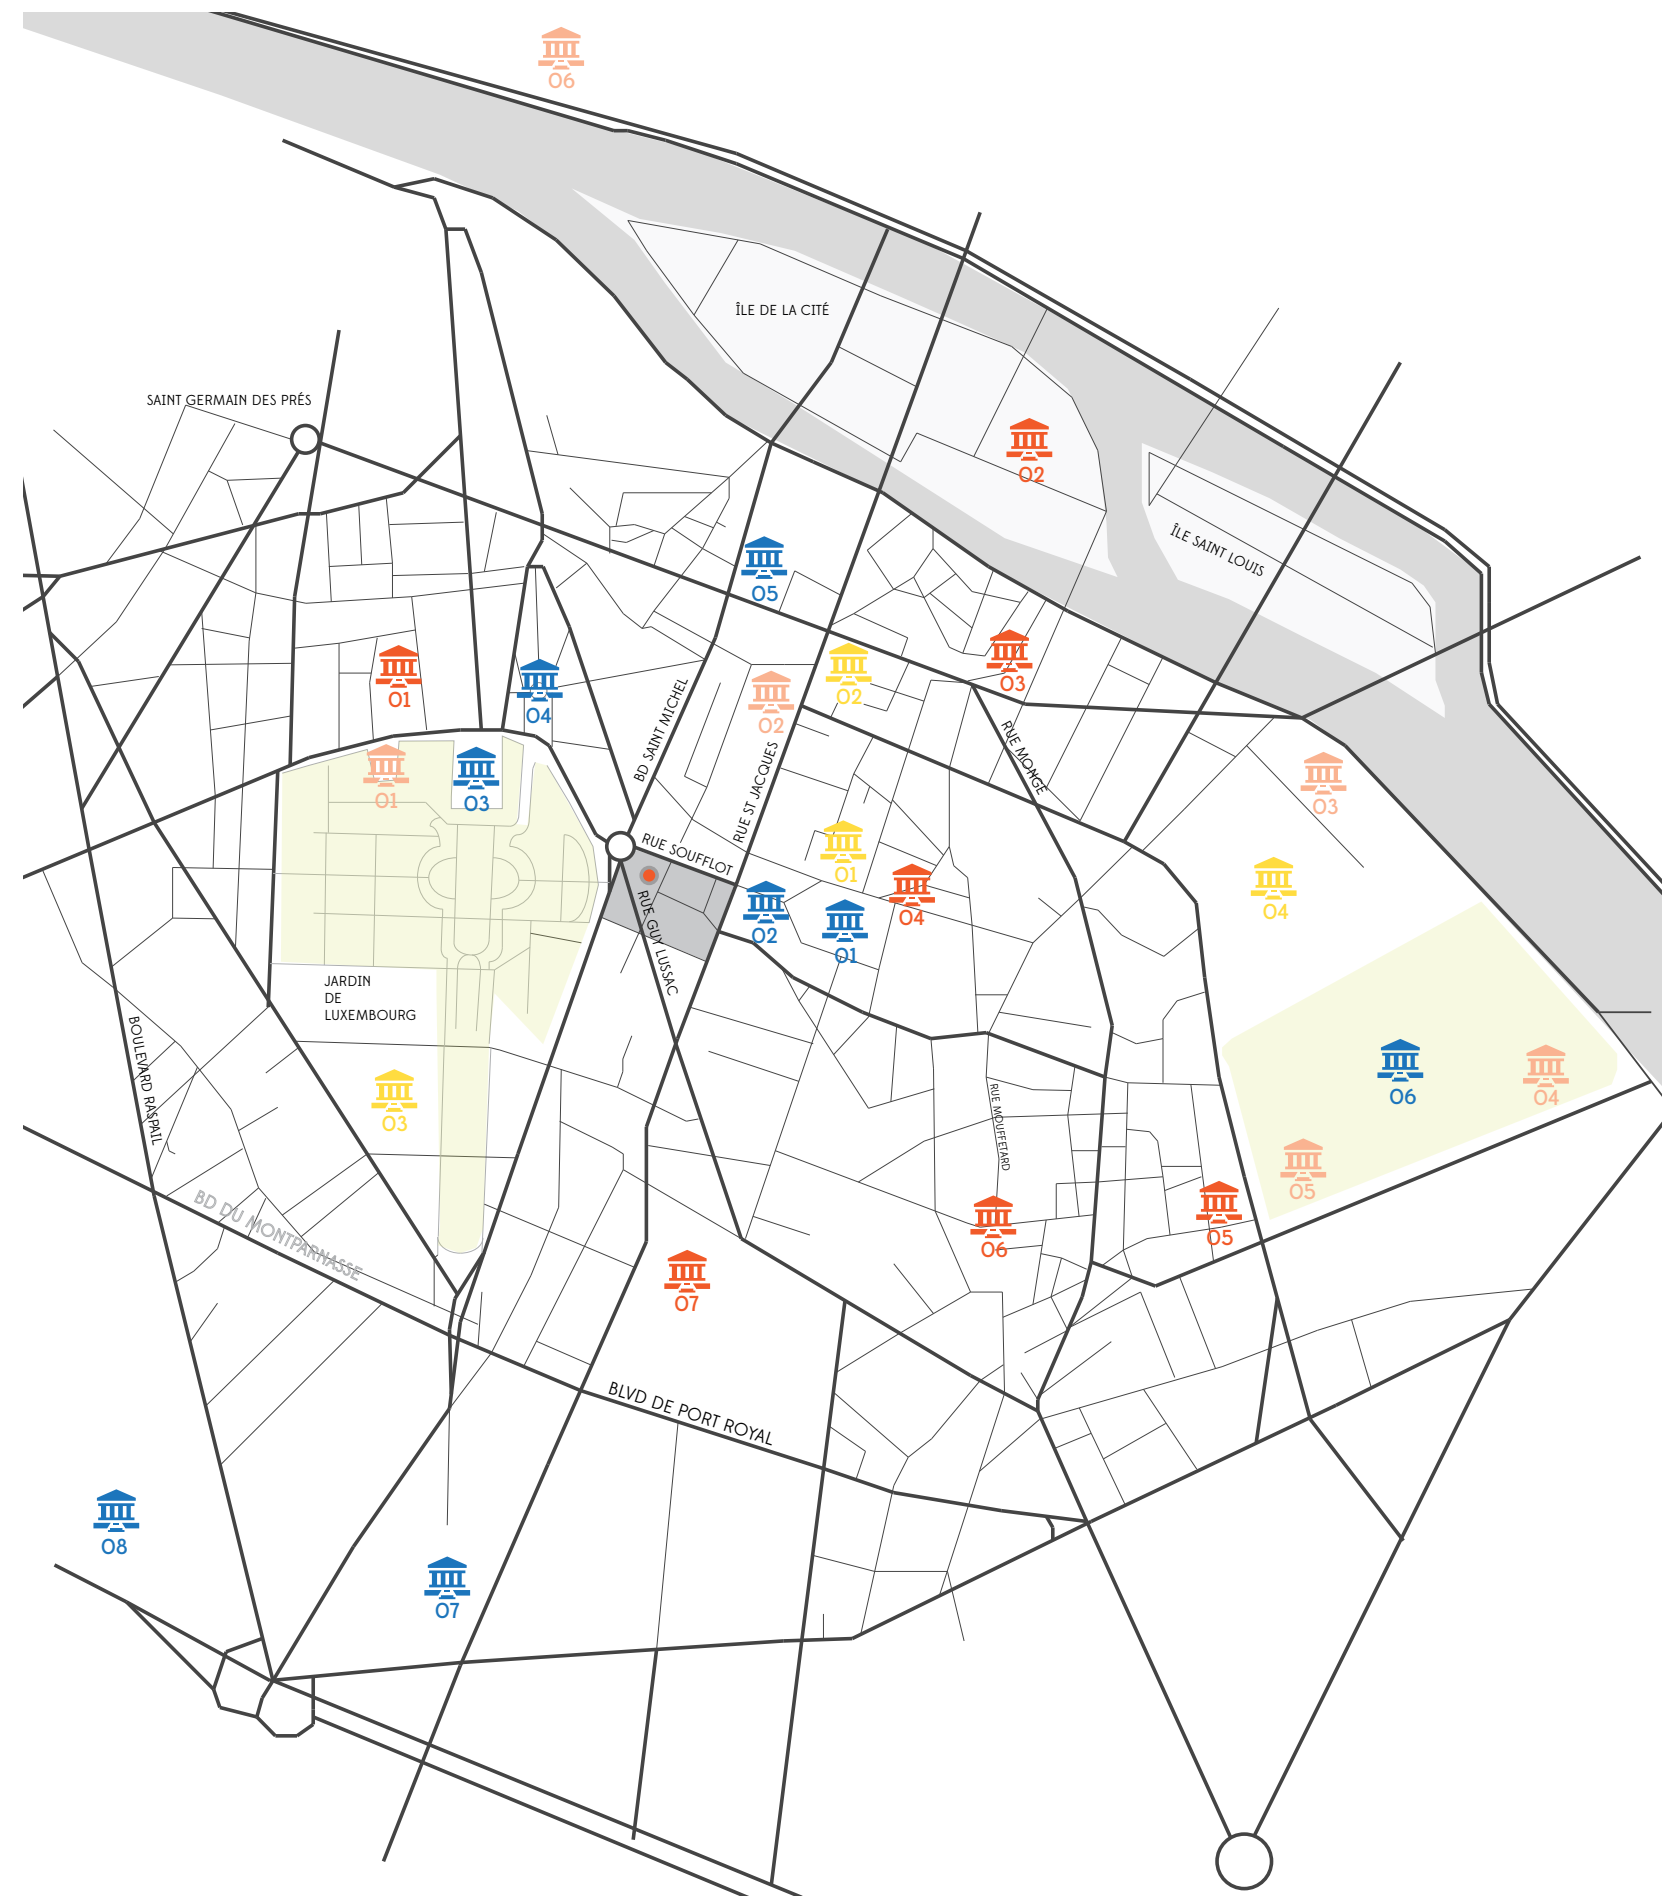 06
ÎLE DE LA CITÉ
SAINT GERMAIN DES PRÉS
02
ÎLE SAINT LOUIS
05
03
01
02
04
02
BD SAINT MICHEL
RUE MONGE
01
03
RUE ST JACQUES
03
RUE SOUFFLOT
01
04
04
RUE GUY LUSSAC
02
01
JARDIN
DE
LUXEMBOURG
BOULEVARD RASPAIL
06
04
03
RUE MOUFFETARD
05
BD DU MONTPARNASSE
05
06
07
BLVD DE PORT ROYAL
08
07